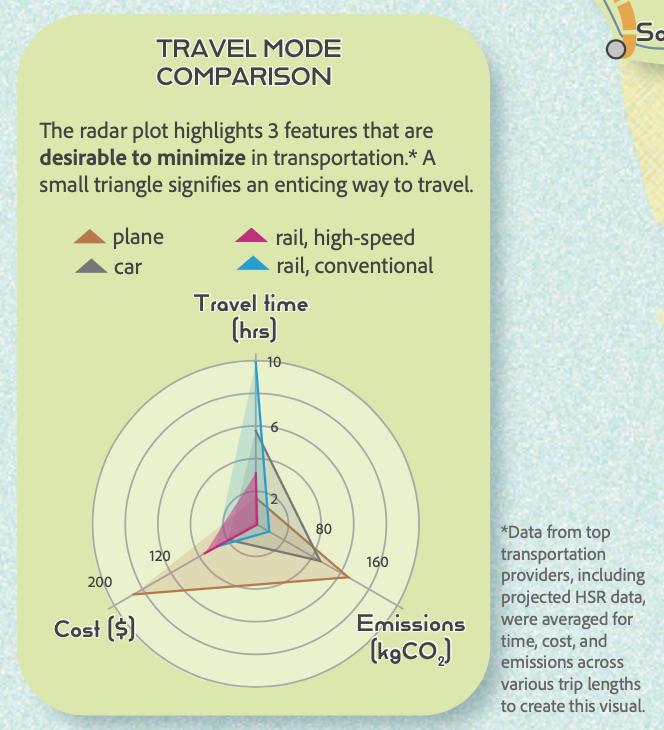 TRAVEL MODE
COMPARISON
The radar plot highlights 3 features that are
desirable to minimize in transportation.* A
small triangle signifies an enticing way to travel.
plane
rail, high-speed
car
rail, conventional
Travel time
(hrs)
10
6
2
80
120
160
200
Cost ($)
Emissions
(kgCO₂)
*Data from top
transportation
providers, including
projected HSR data,
were averaged for
time, cost, and
emissions across
various trip lengths
to create this visual.